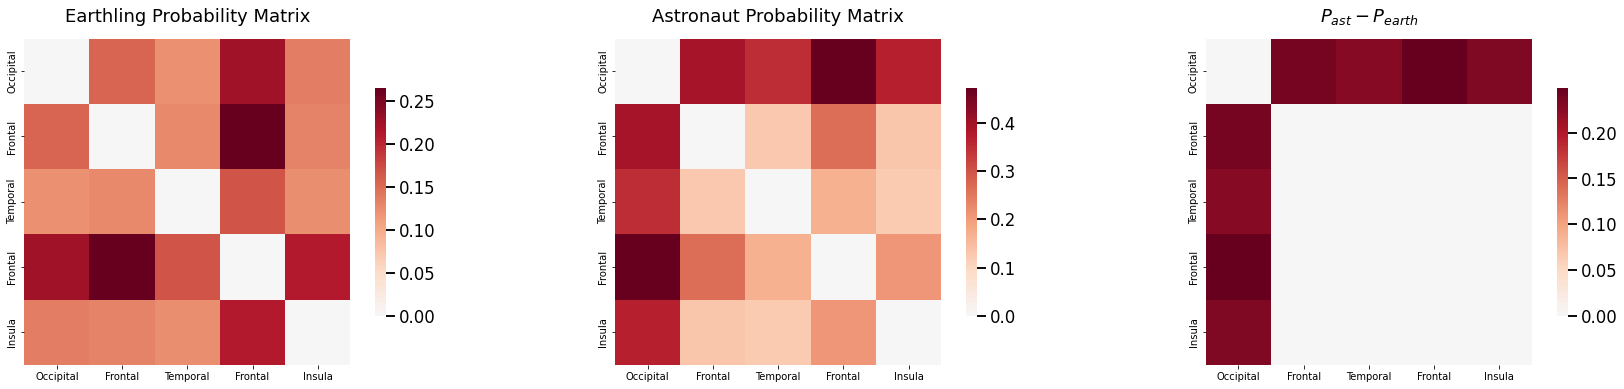 Earthling Probability Matrix
Occipital
Frontal
Temporal
Frontal
Insula
Occipital Frontal Temporal Frontal Insula
0.25
0.20
0.15
0.10
0.05
0.00
Astronaut Probability Matrix
Occipital
Frontal
Temporal
Frontal
Insula
Occipital Frontal Temporal Frontal Insula
0.4
0.3
0.2
0.1
0.0
P_ast − P_earth
Occipital
Frontal
Temporal
Frontal
Insula
Occipital Frontal Temporal Frontal Insula
0.20
0.15
0.10
0.05
0.00